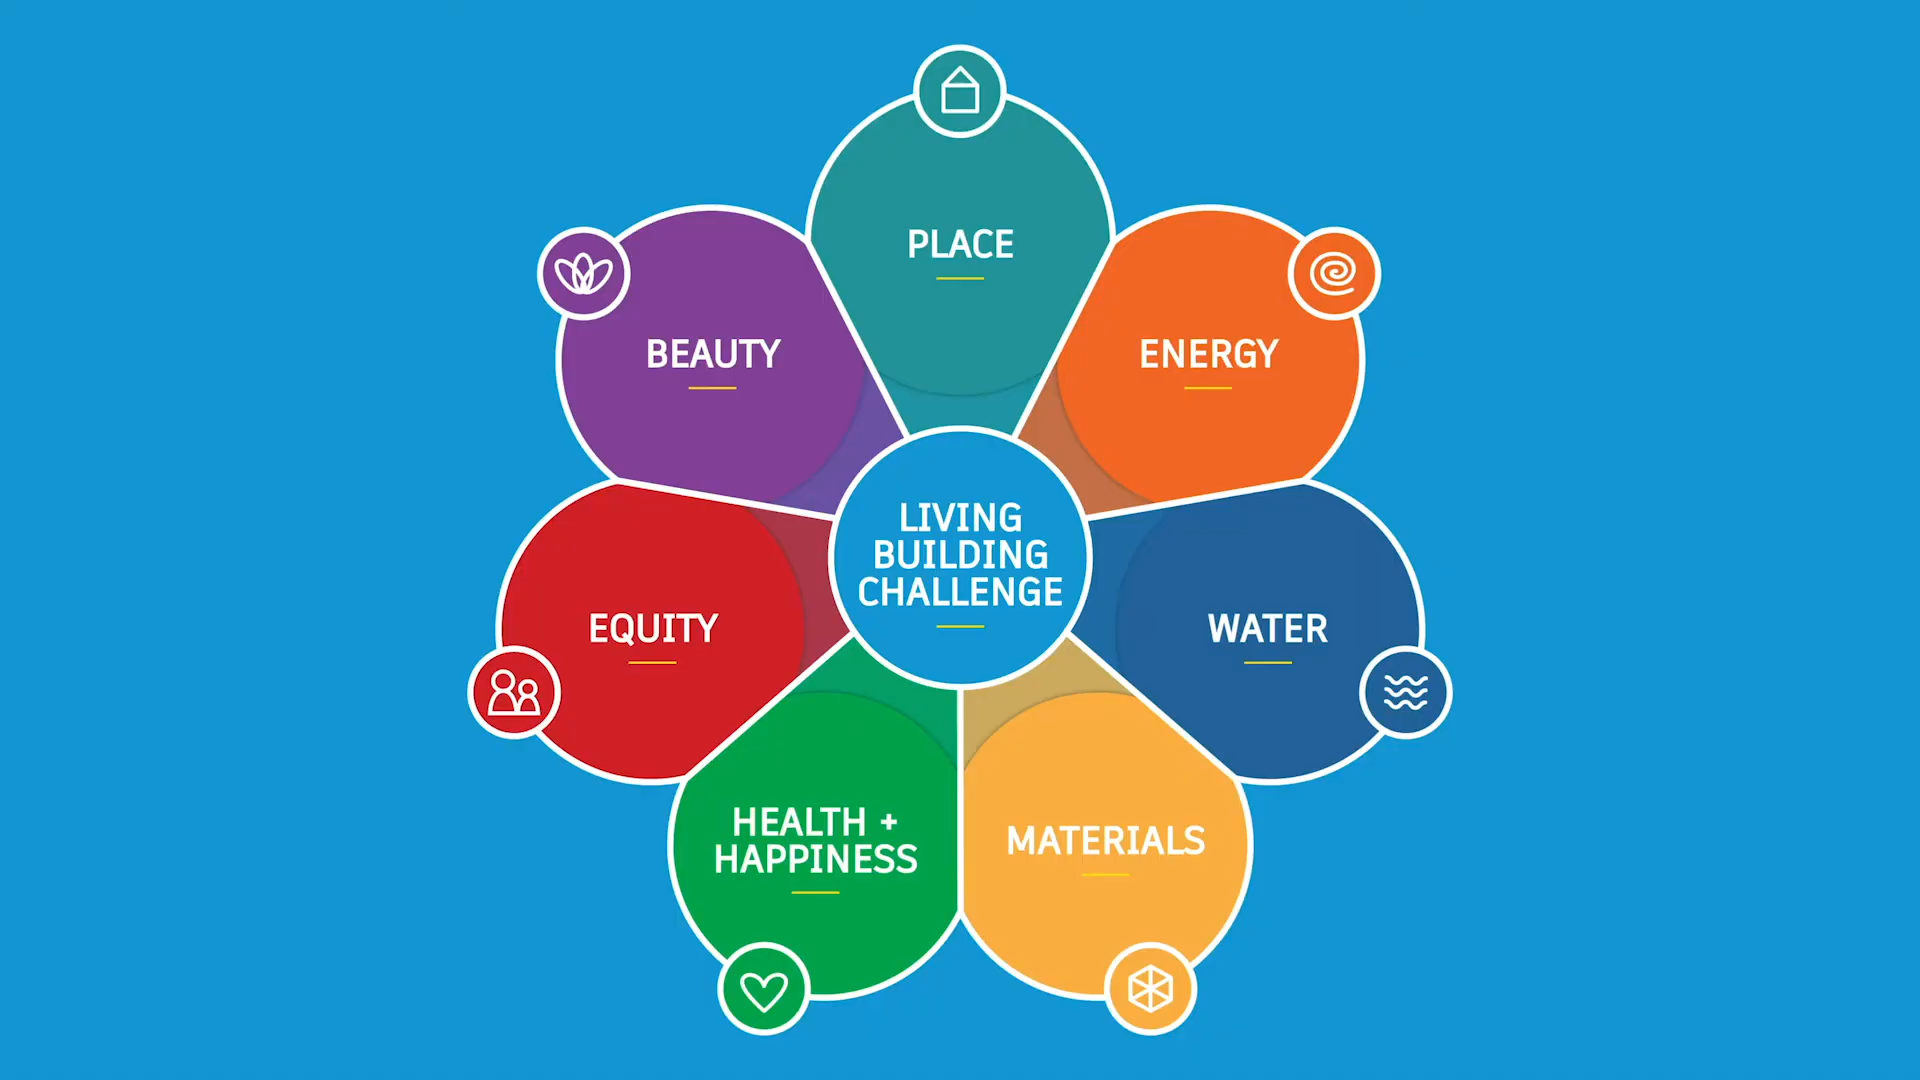 PLACE
BEAUTY
ENERGY
LIVING
BUILDING
CHALLENGE
EQUITY
WATER
HEALTH +
HAPPINESS
MATERIALS